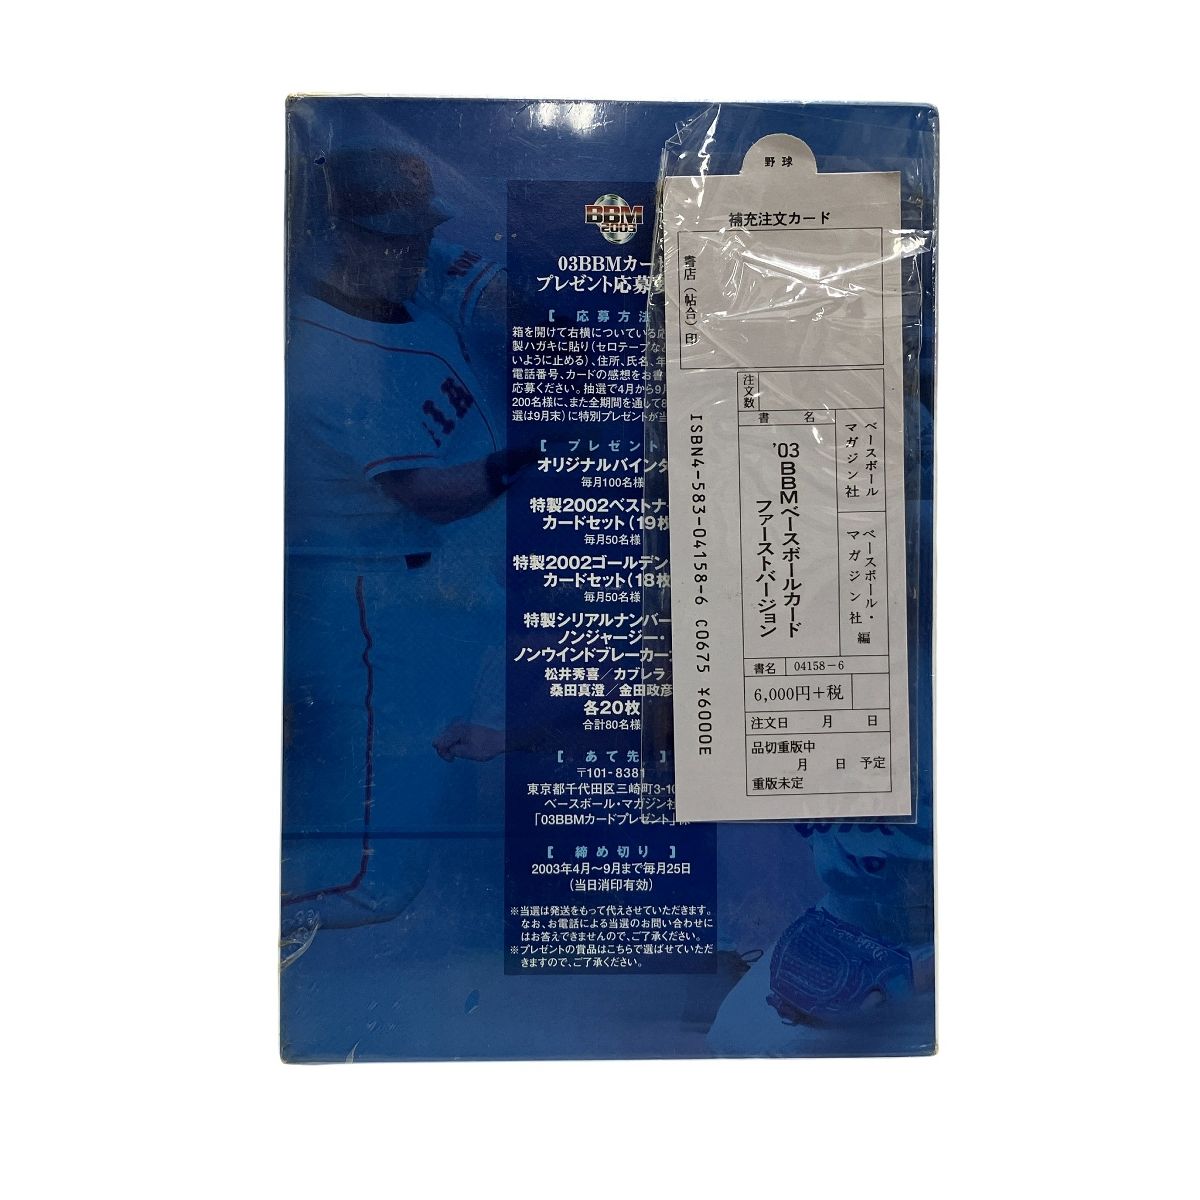 BBM
2003
03BBMカー
プレゼント応募
【 応募方法
箱を開けて右横についている応
製ハガキに貼り(セロテープな
いように止める)、住所、氏名、年
電話番号、カードの感想をお書
応募ください。抽選で4月から9
200名様に、また全期間を通して8
選は9月末)に特別プレゼントが当
【 プレゼント
オリジナルバインダ
毎月100名様
特製2002ベストナ
カードセット(19枚
毎月50名様
特製2002ゴールデン
カードセット(18枚
毎月50名様
特製シリアルナンバー
ノンジャージー・
ノンウインドブレーカー
松井秀喜/カブレラ/
桑田真澄/金田政彦
各20枚
合計80名様
【 あて先 】
〒101-8381
東京都千代田区三崎町3-10
ベースボール・マガジン社
「03BBMカードプレゼント」係
【 締め切り 】
2003年4月〜9月まで毎月25日
(当日消印有効)
※当選は発送をもって代えさせていただきます。
なお、お電話による当選のお問い合わせに
はお答えできませんので、ご了承ください。
※プレゼントの賞品はこちらで選ばせていただ
きますので、ご了承ください。
野球
補充注文カード
書店(帖合)印
注文数
書名
'03BBMベースボールカード
ファーストバージョン
ベースボール
マガジン社
ベースボール・
マガジン社 編
書名 04158-6
6,000円+税
注文日 月 日
品切重版中
月 日 予定
重版未定
ISBN4-583-04158-6 C0675 ¥6000E